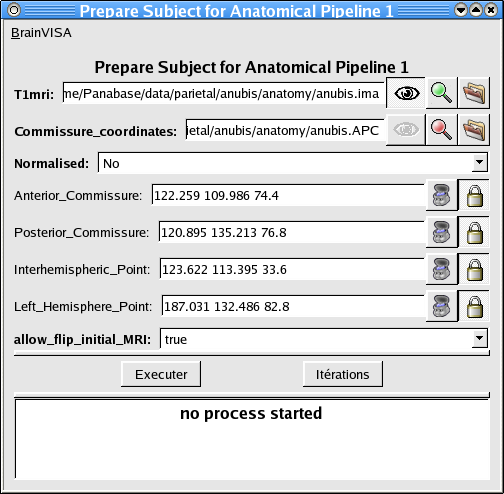 Prepare Subject for Anatomical Pipeline 1
BrainVISA
Prepare Subject for Anatomical Pipeline 1
T1mri: me/Panabase/data/parietal/anubis/anatomy/anubis.ima
Commissure_coordinates: ietal/anubis/anatomy/anubis.APC
Normalised: No
Anterior_Commissure: 122.259 109.986 74.4
Posterior_Commissure: 120.895 135.213 76.8
Interhemispheric_Point: 123.622 113.395 33.6
Left_Hemisphere_Point: 187.031 132.486 82.8
allow_flip_initial_MRI: true
Executer Itérations
no process started